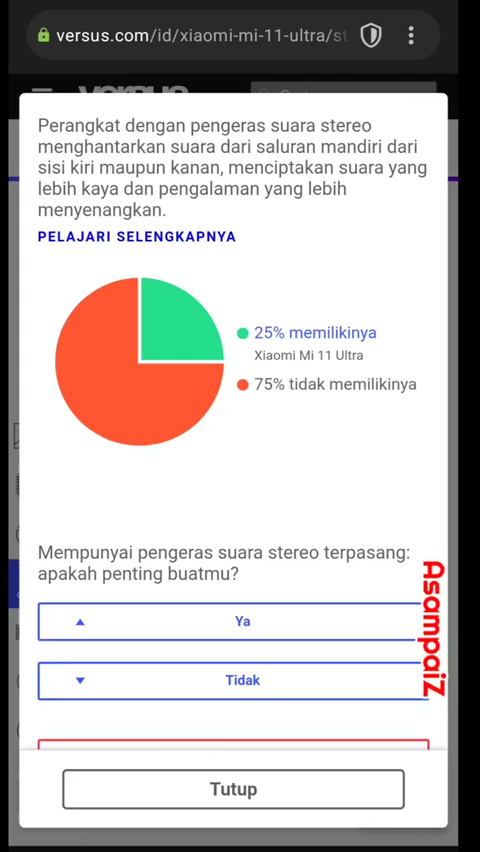 versus.com/id/xiaomi-mi-11-ultra/st
versus
Perangkat dengan pengeras suara stereo
menghantarkan suara dari saluran mandiri dari
sisi kiri maupun kanan, menciptakan suara yang
lebih kaya dan pengalaman yang lebih
menyenangkan.
PELAJARI SELENGKAPNYA
25% memilikinya
Xiaomi Mi 11 Ultra
75% tidak memilikinya
Mempunyai pengeras suara stereo terpasang:
apakah penting buatmu?
Ya
Tidak
Tutup
AsampaiZ